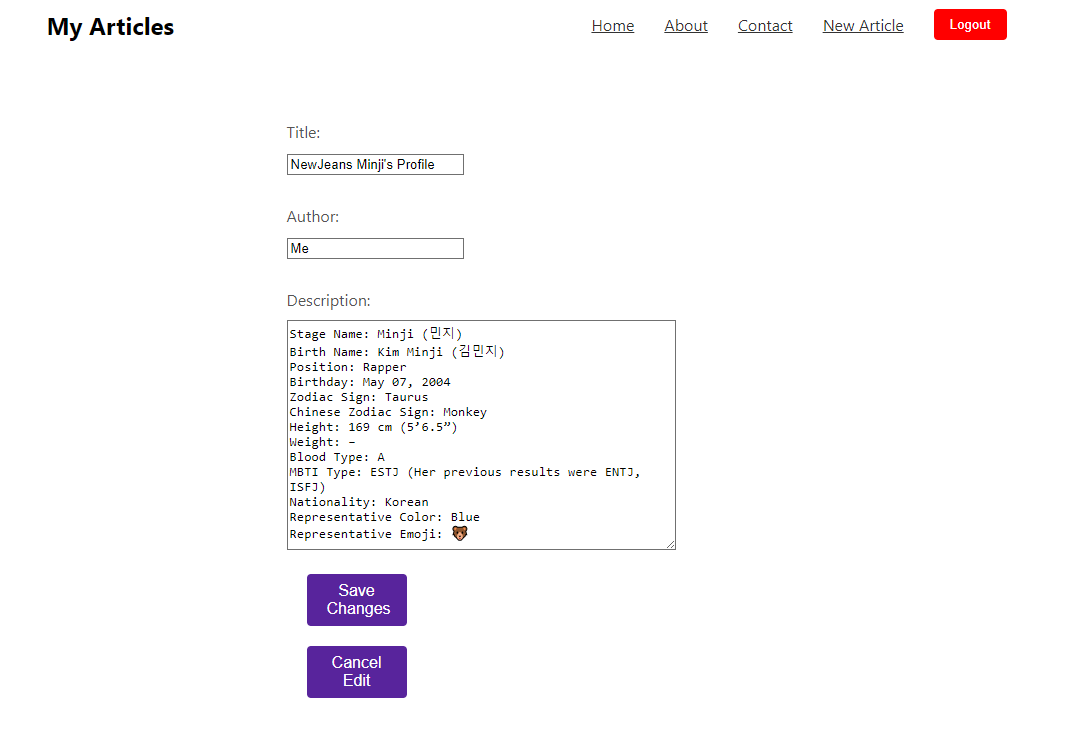 My Articles
Home
About
Contact
New Article
Logout
Title:
NewJeans Minji's Profile
Author:
Me
Description:
Stage Name: Minji (민지)
Birth Name: Kim Minji (김민지)
Position: Rapper
Birthday: May 07, 2004
Zodiac Sign: Taurus
Chinese Zodiac Sign: Monkey
Height: 169 cm (5’6.5”)
Weight: –
Blood Type: A
MBTI Type: ESTJ (Her previous results were ENTJ,
ISFJ)
Nationality: Korean
Representative Color: Blue
Representative Emoji: 🐻
Save
Changes
Cancel
Edit